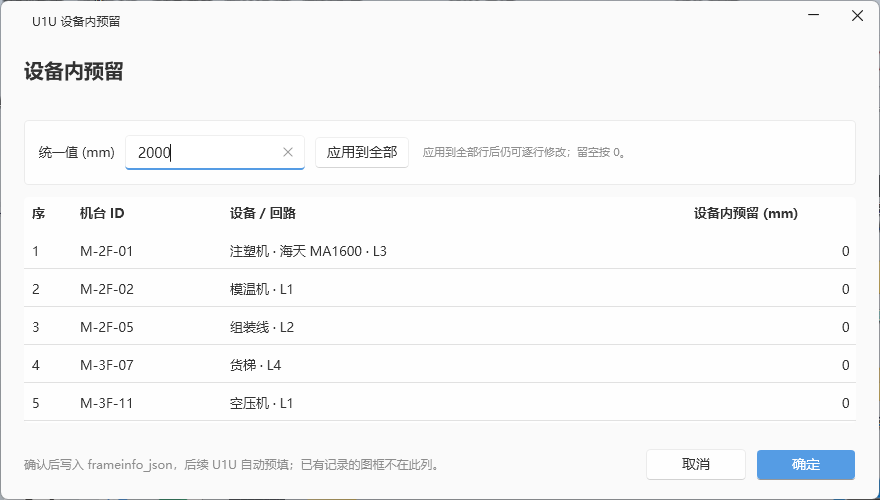 U1U 设备内预留
设备内预留
统一值 (mm) 2000 应用到全部 应用到全部行后仍可逐行修改；留空按 0。
序 机台 ID 设备 / 回路 设备内预留 (mm)
1 M-2F-01 注塑机 · 海天 MA1600 · L3 0
2 M-2F-02 模温机 · L1 0
3 M-2F-05 组装线 · L2 0
4 M-3F-07 货梯 · L4 0
5 M-3F-11 空压机 · L1 0
确认后写入 frameinfo_json，后续 U1U 自动预填；已有记录的图框不在此列。 取消 确定